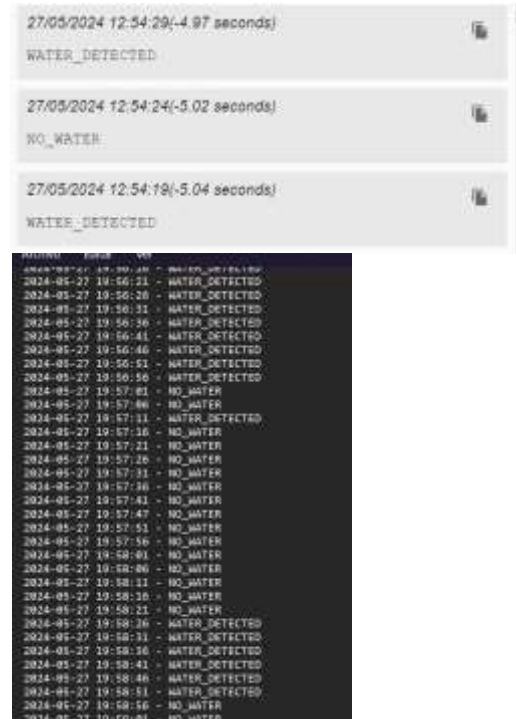 27/05/2024 12:54:29(-4.97 seconds)
WATER_DETECTED
27/05/2024 12:54:24(-5.02 seconds)
NO_WATER
27/05/2024 12:54:19(-5.04 seconds)
WATER_DETECTED
Ver
WATER_DETECTED
2024-05-27 19:56:21 - WATER_DETECTED
2024-05-27 19:56:26 - WATER_DETECTED
2024-05-27 19:56:31 - WATER_DETECTED
2024-05-27 19:56:36 - WATER_DETECTED
2024-05-27 19:56:41 - WATER_DETECTED
2024-05-27 19:56:46 - WATER_DETECTED
2024-05-27 19:56:51 - WATER_DETECTED
2024-05-27 19:56:56 - WATER_DETECTED
2024-05-27 19:57:01 - NO_WATER
2024-05-27 19:57:06 - NO_WATER
2024-05-27 19:57:11 - WATER_DETECTED
2024-05-27 19:57:16 - NO_WATER
2024-05-27 19:57:21 - NO_WATER
2024-05-27 19:57:26 - NO_WATER
2024-05-27 19:57:31 - NO_WATER
2024-05-27 19:57:36 - NO_WATER
2024-05-27 19:57:41 - NO_WATER
2024-05-27 19:57:47 - NO_WATER
2024-05-27 19:57:51 - NO_WATER
2024-05-27 19:57:56 - NO_WATER
2024-05-27 19:58:01 - NO_WATER
2024-05-27 19:58:06 - NO_WATER
2024-05-27 19:58:11 - NO_WATER
2024-05-27 19:58:16 - NO_WATER
2024-05-27 19:58:21 - NO_WATER
2024-05-27 19:58:26 - WATER_DETECTED
2024-05-27 19:58:31 - WATER_DETECTED
2024-05-27 19:58:36 - WATER_DETECTED
2024-05-27 19:58:41 - WATER_DETECTED
2024-05-27 19:58:46 - WATER_DETECTED
2024-05-27 19:58:51 - WATER_DETECTED
2024-05-27 19:58:56 - NO_WATER